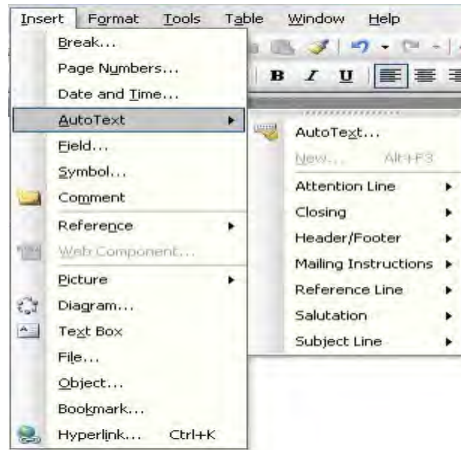 Insert Format Tools Table Window Help
Break...
Page Numbers...
Date and Time...
AutoText
Field...
Symbol...
Comment
Reference
Web Component...
Picture
Diagram...
Text Box
File...
Object...
Bookmark...
Hyperlink... Ctrl+K
B I U
AutoText...
New... Alt+F3
Attention Line
Closing
Header/Footer
Mailing Instructions
Reference Line
Salutation
Subject Line